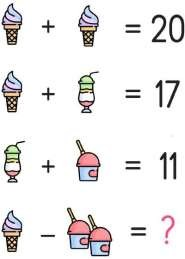 + = 20
+ = 17
+ = 11
- = ?